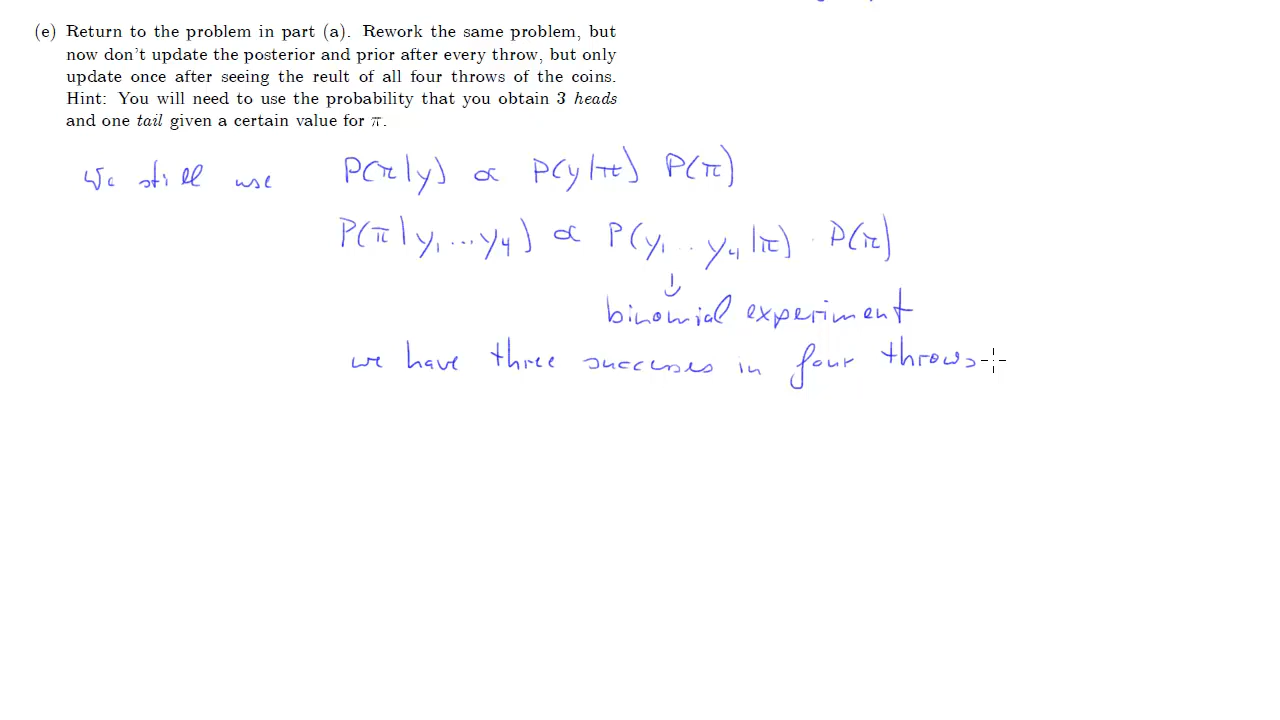 (e) Return to the problem in part (a). Rework the same problem, but
now don't update the posterior and prior after every throw, but only
update once after seeing the reult of all four throws of the coins.
Hint: You will need to use the probability that you obtain 3 heads
and one tail given a certain value for π.
We still use P(π|y) ∝ P(y|π) P(π)
P(π|y₁...y₄) ∝ P(y₁..y₄|π) · P(π)
↓
binomial experiment
we have three successes in four throws